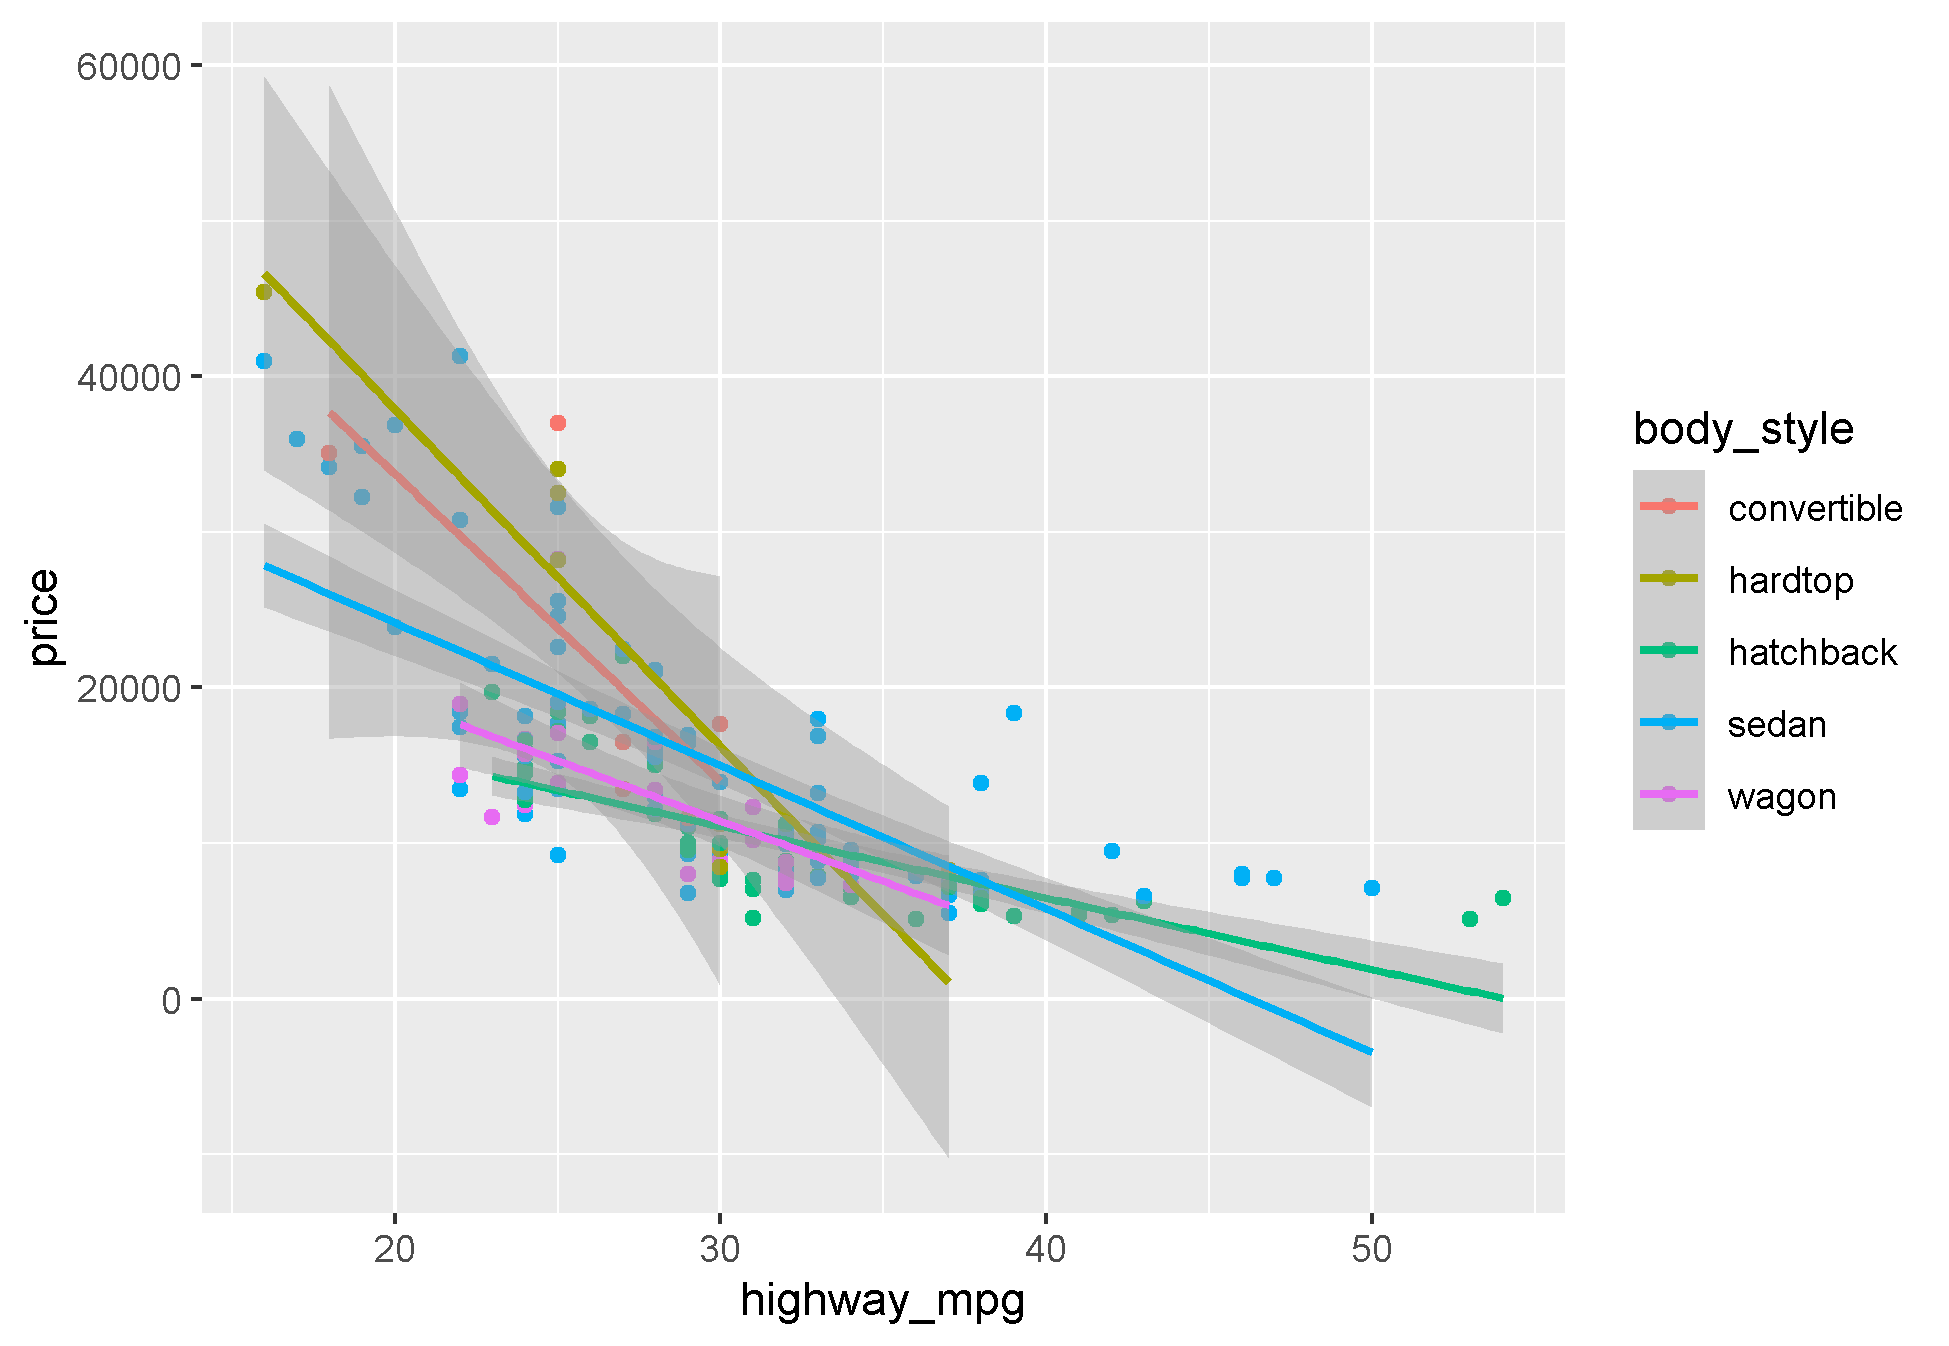 60000
40000
20000
0
price
20 30 40 50
highway_mpg
body_style
convertible
hardtop
hatchback
sedan
wagon